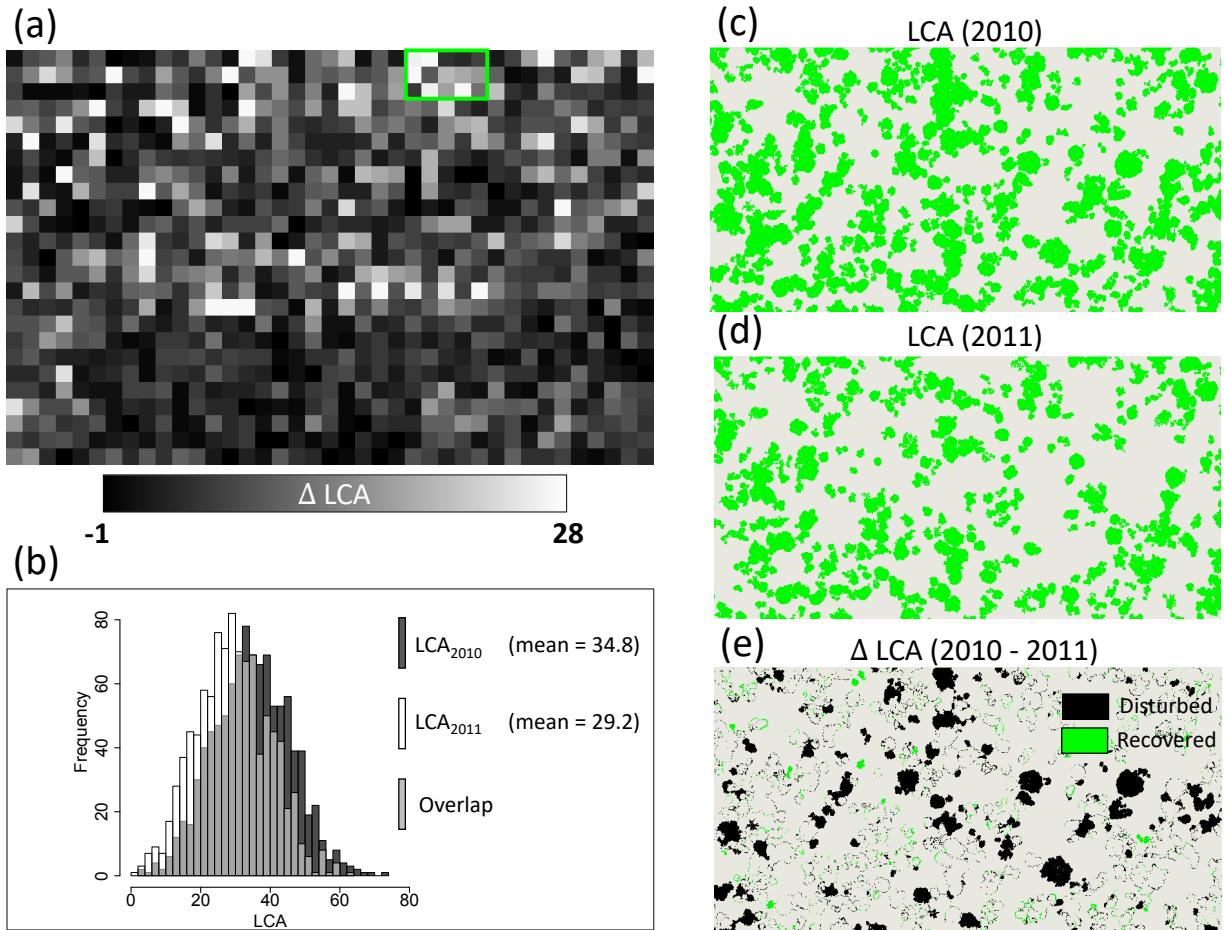 (a)
Δ LCA
-1 28
(b)
Frequency
0 20 40 60 80
0 20 40 60 80
LCA
LCA2010 (mean = 34.8)
LCA2011 (mean = 29.2)
Overlap
(c)
LCA (2010)
(d)
LCA (2011)
(e)
Δ LCA (2010 - 2011)
Disturbed
Recovered